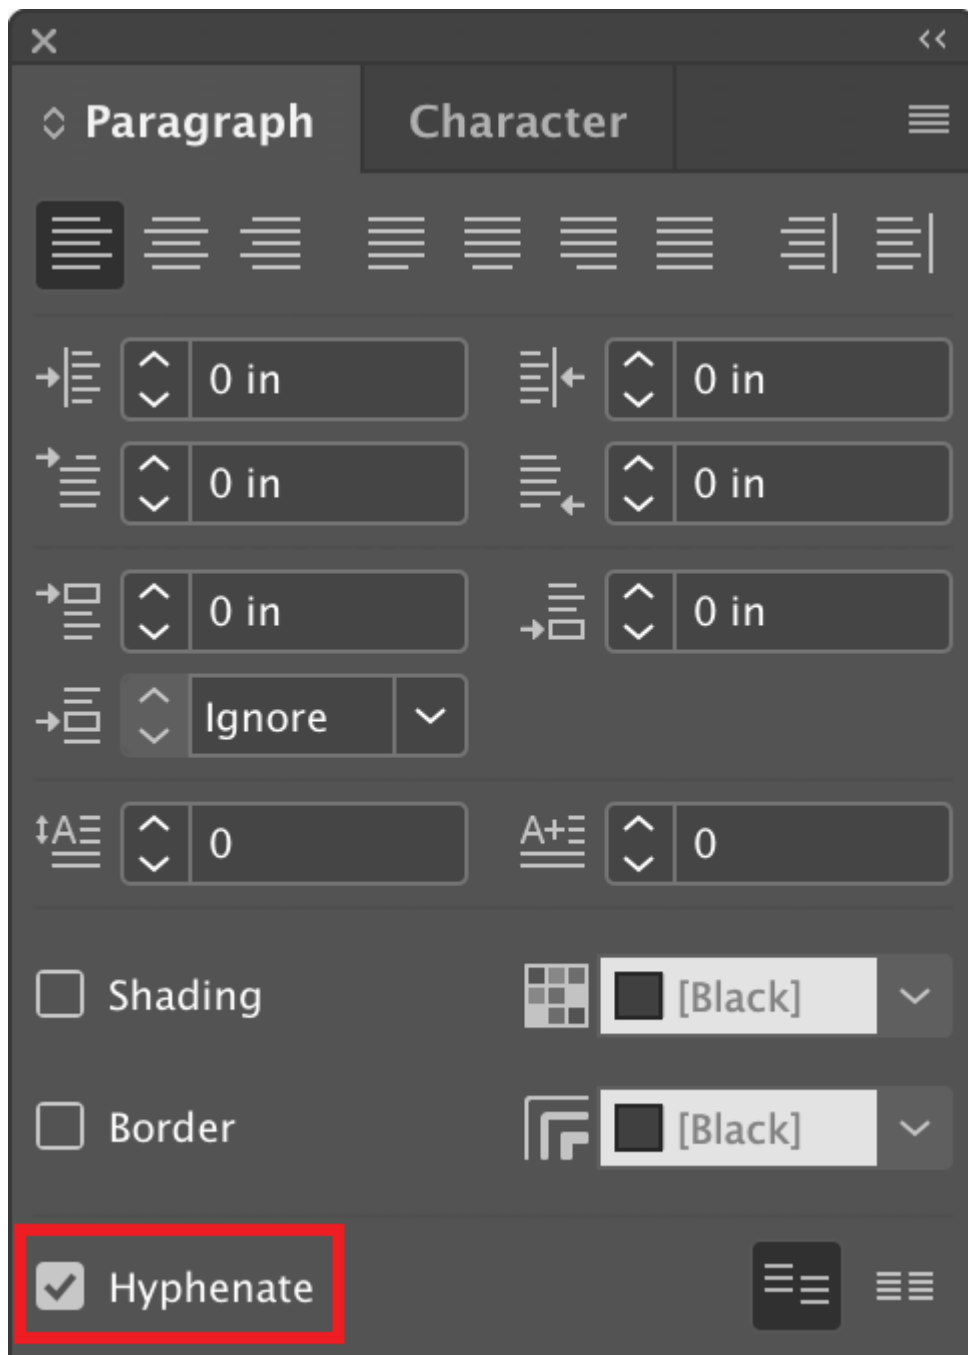 Paragraph Character
0 in 0 in
0 in 0 in
0 in 0 in
Ignore
0 0
Shading [Black]
Border [Black]
Hyphenate